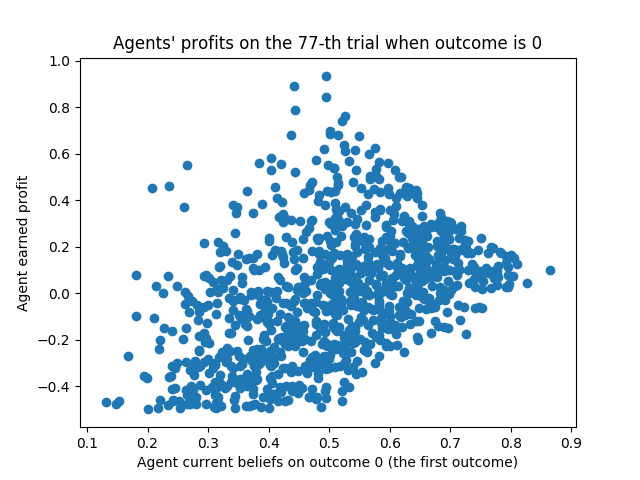 Agents' profits on the 77-th trial when outcome is 0
Agent earned profit
1.0
0.8
0.6
0.4
0.2
0.0
−0.2
−0.4
0.1 0.2 0.3 0.4 0.5 0.6 0.7 0.8 0.9
Agent current beliefs on outcome 0 (the first outcome)